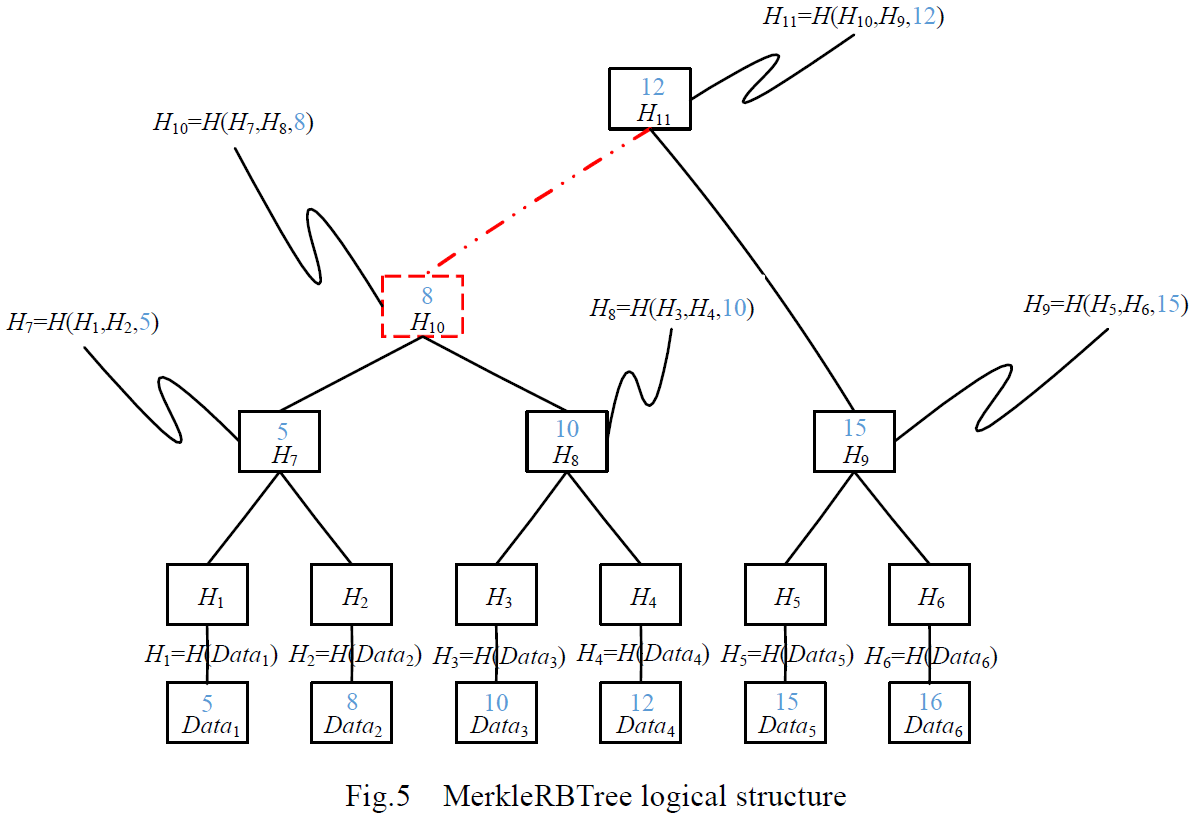 H₁₁=H(H₁₀,H₉,12)
12
H₁₁
H₁₀=H(H₇,H₈,8)
8
H₁₀
H₇=H(H₁,H₂,5)
H₈=H(H₃,H₄,10)
H₉=H(H₅,H₆,15)
5
H₇
10
H₈
15
H₉
H₁
H₂
H₃
H₄
H₅
H₆
H₁=H(Data₁)
H₂=H(Data₂)
H₃=H(Data₃)
H₄=H(Data₄)
H₅=H(Data₅)
H₆=H(Data₆)
5
Data₁
8
Data₂
10
Data₃
12
Data₄
15
Data₅
16
Data₆
Fig.5 MerkleRBTree logical structure